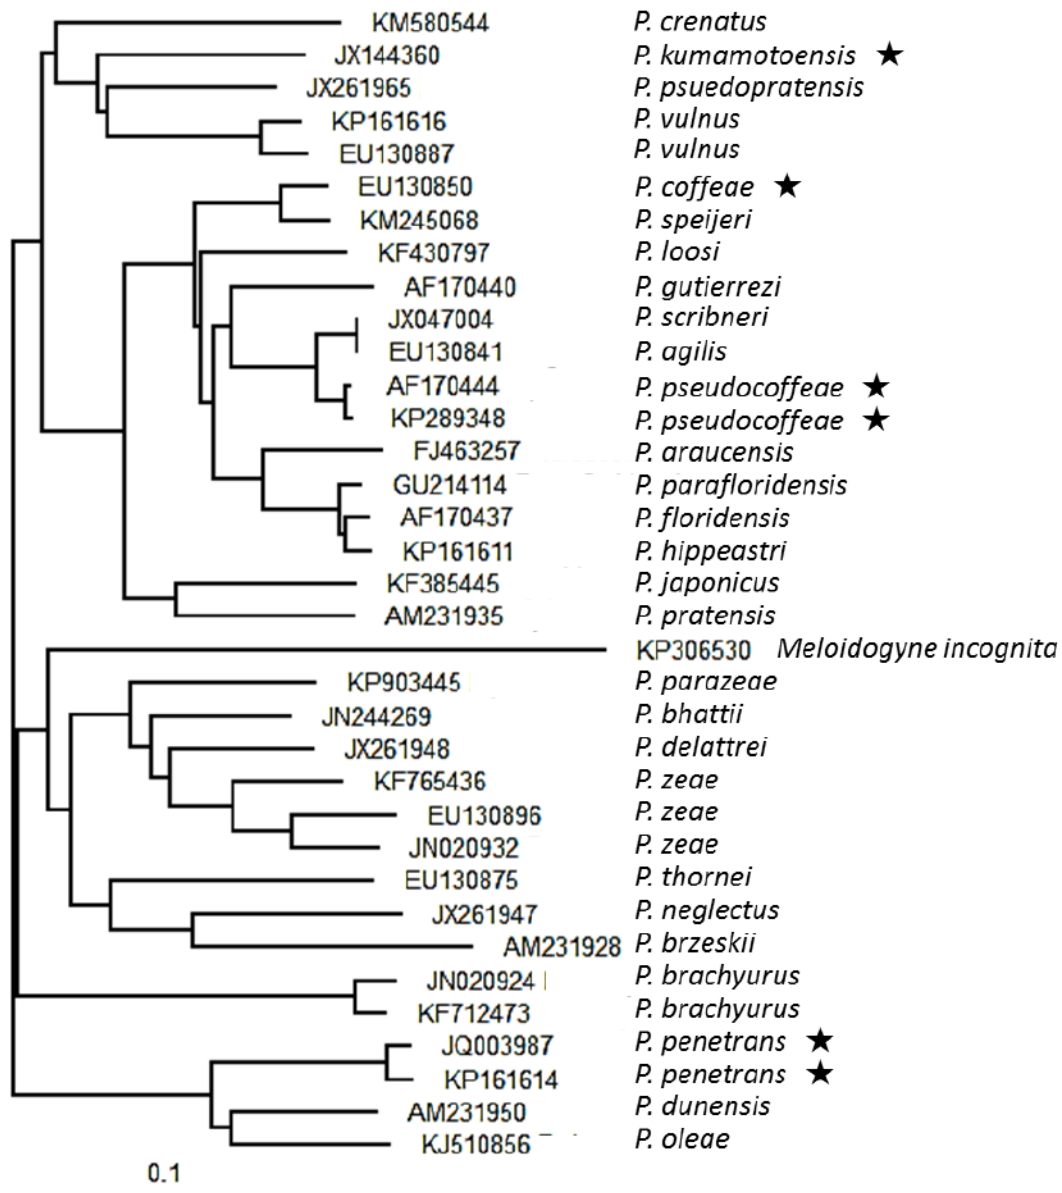 KM580544 P. crenatus
JX144360 P. kumamotoensis ★
JX261965 P. psuedopratensis
KP161616 P. vulnus
EU130887 P. vulnus
EU130850 P. coffeae ★
KM245068 P. speijeri
KF430797 P. loosi
AF170440 P. gutierrezi
JX047004 P. scribneri
EU130841 P. agilis
AF170444 P. pseudocoffeae ★
KP289348 P. pseudocoffeae ★
FJ463257 P. araucensis
GU214114 P. parafloridensis
AF170437 P. floridensis
KP161611 P. hippeastri
KF385445 P. japonicus
AM231935 P. pratensis
KP306530 Meloidogyne incognita
KP903445 P. parazeae
JN244269 P. bhattii
JX261948 P. delattrei
KF765436 P. zeae
EU130896 P. zeae
JN020932 P. zeae
EU130875 P. thornei
JX261947 P. neglectus
AM231928 P. brzeskii
JN020924 P. brachyurus
KF712473 P. brachyurus
JQ003987 P. penetrans ★
KP161614 P. penetrans ★
AM231950 P. dunensis
KJ510856 P. oleae
0.1